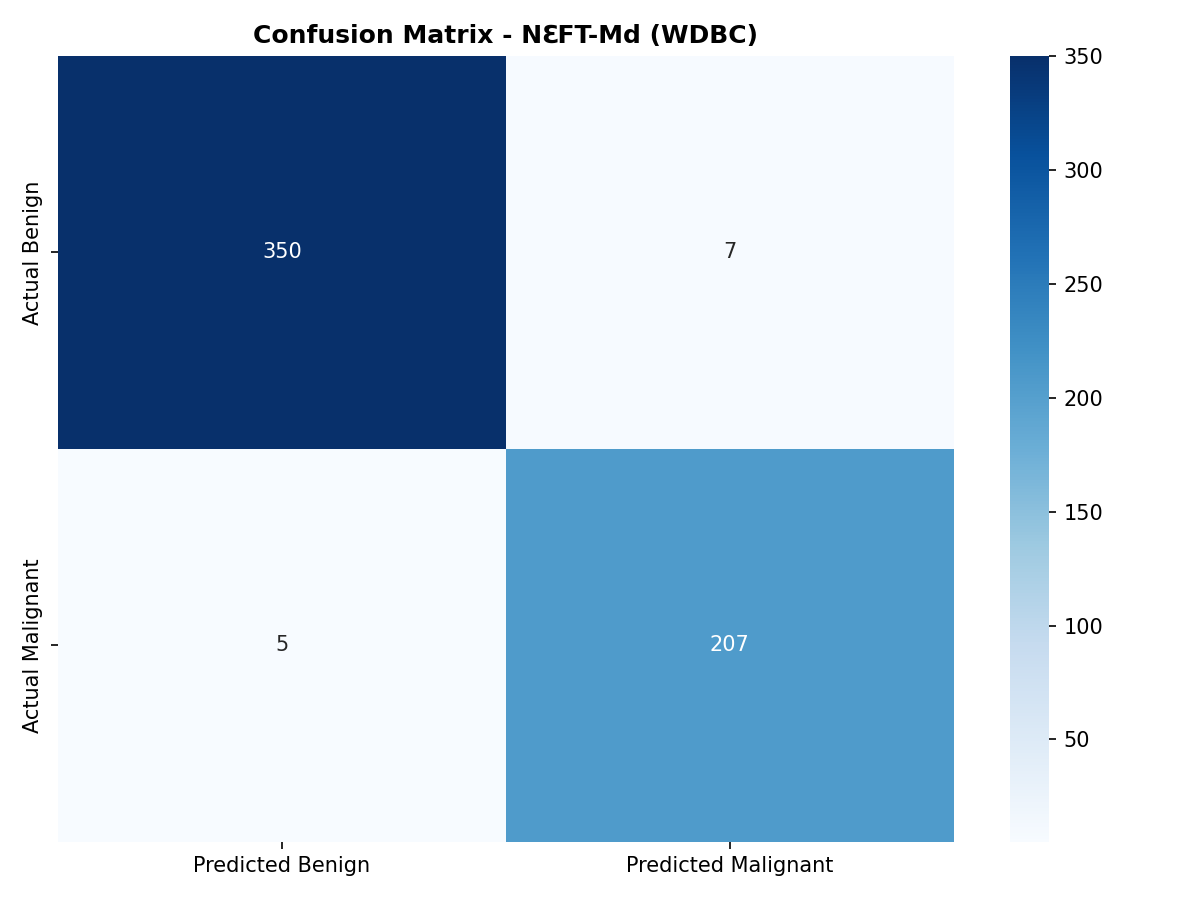 Confusion Matrix - NƐFT-Md (WDBC)
Actual Benign
350
7
Actual Malignant
5
207
Predicted Benign
Predicted Malignant
350
300
250
200
150
100
50